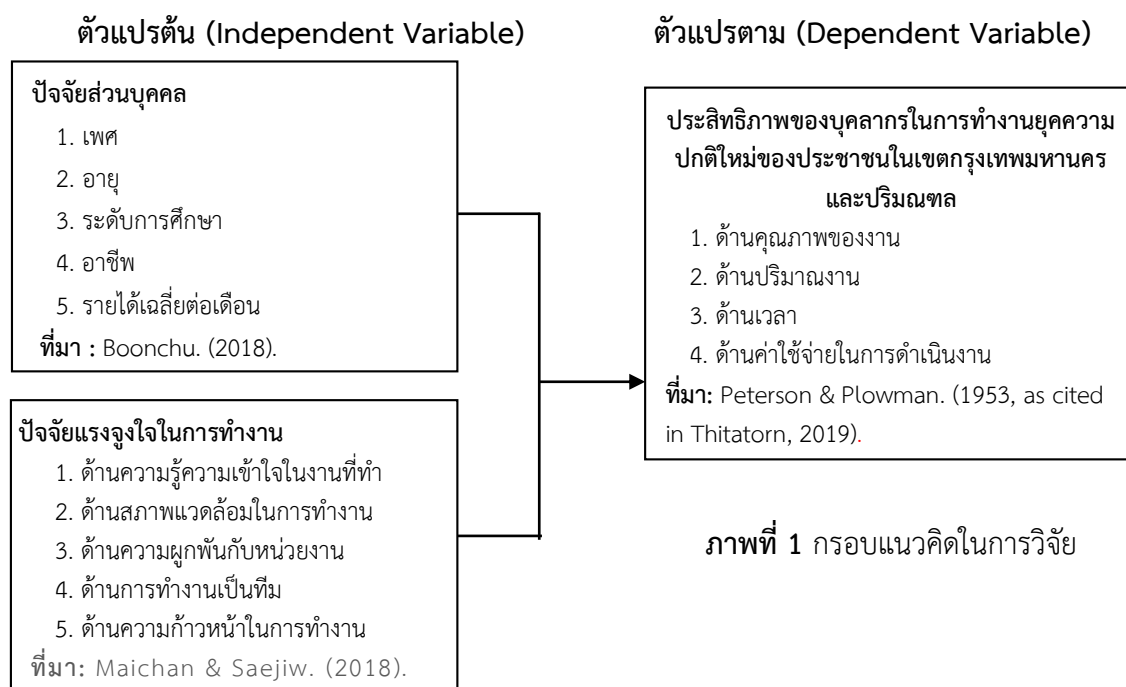 ตัวแปรต้น (Independent Variable)
ปัจจัยส่วนบุคคล
1. เพศ
2. อายุ
3. ระดับการศึกษา
4. อาชีพ
5. รายได้เฉลี่ยต่อเดือน
ที่มา : Boonchu. (2018).
ปัจจัยแรงจูงใจในการทำงาน
1. ด้านความรู้ความเข้าใจในงานที่ทำ
2. ด้านสภาพแวดล้อมในการทำงาน
3. ด้านความผูกพันกับหน่วยงาน
4. ด้านการทำงานเป็นทีม
5. ด้านความก้าวหน้าในการทำงาน
ที่มา: Maichan & Saejiw. (2018).
ตัวแปรตาม (Dependent Variable)
ประสิทธิภาพของบุคลากรในการทำงานยุคความ
ปกติใหม่ของประชาชนในเขตกรุงเทพมหานคร
และปริมณฑล
1. ด้านคุณภาพของงาน
2. ด้านปริมาณงาน
3. ด้านเวลา
4. ด้านค่าใช้จ่ายในการดำเนินงาน
ที่มา: Peterson & Plowman. (1953, as cited
in Thitatorn, 2019).
ภาพที่ 1 กรอบแนวคิดในการวิจัย